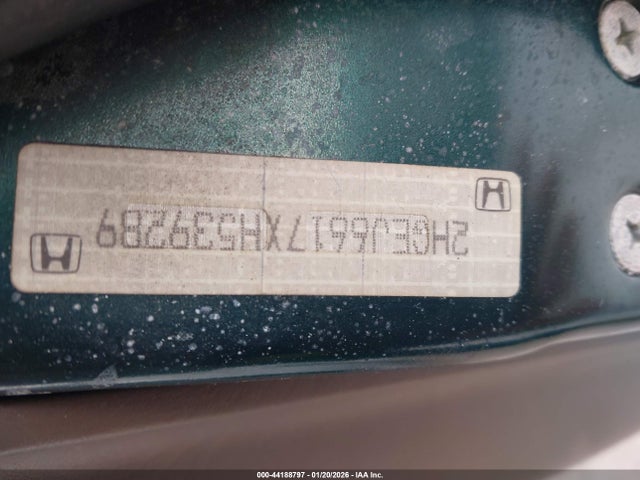 2HGEJ6617XH539289
000-44188797 - 01/20/2026 - IAA Inc.